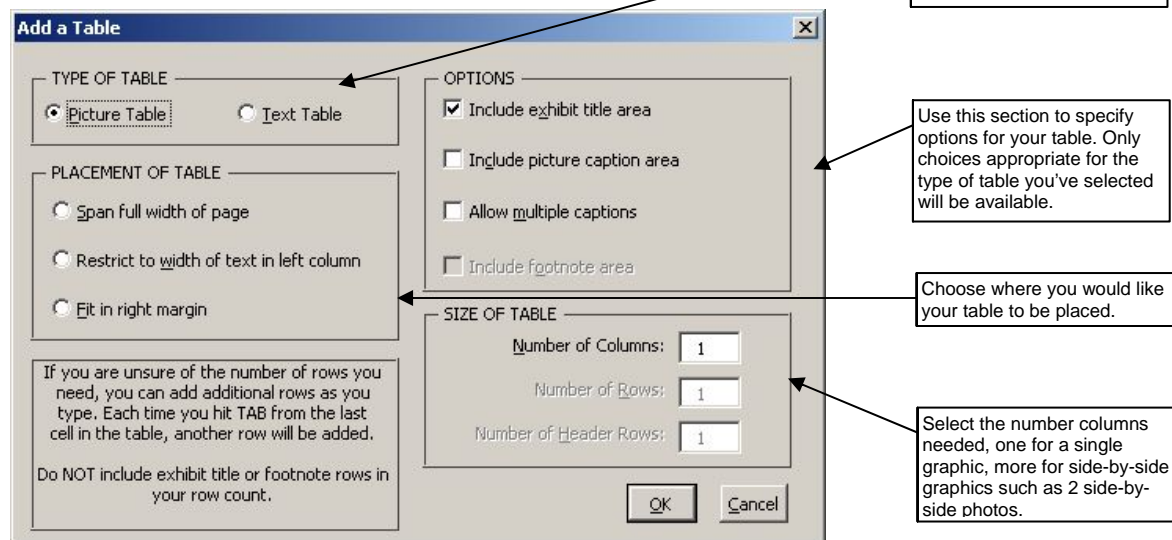 Add a Table
TYPE OF TABLE
Picture Table
Text Table
PLACEMENT OF TABLE
Span full width of page
Restrict to width of text in left column
Fit in right margin
If you are unsure of the number of rows you
need, you can add additional rows as you
type. Each time you hit TAB from the last
cell in the table, another row will be added.
Do NOT include exhibit title or footnote rows in
your row count.
OPTIONS
Include exhibit title area
Include picture caption area
Allow multiple captions
Include footnote area
SIZE OF TABLE
Number of Columns: 1
Number of Rows: 1
Number of Header Rows: 1
OK
Cancel
Use this section to specify
options for your table. Only
choices appropriate for the
type of table you've selected
will be available.
Choose where you would like
your table to be placed.
Select the number columns
needed, one for a single
graphic, more for side-by-side
graphics such as 2 side-by-
side photos.